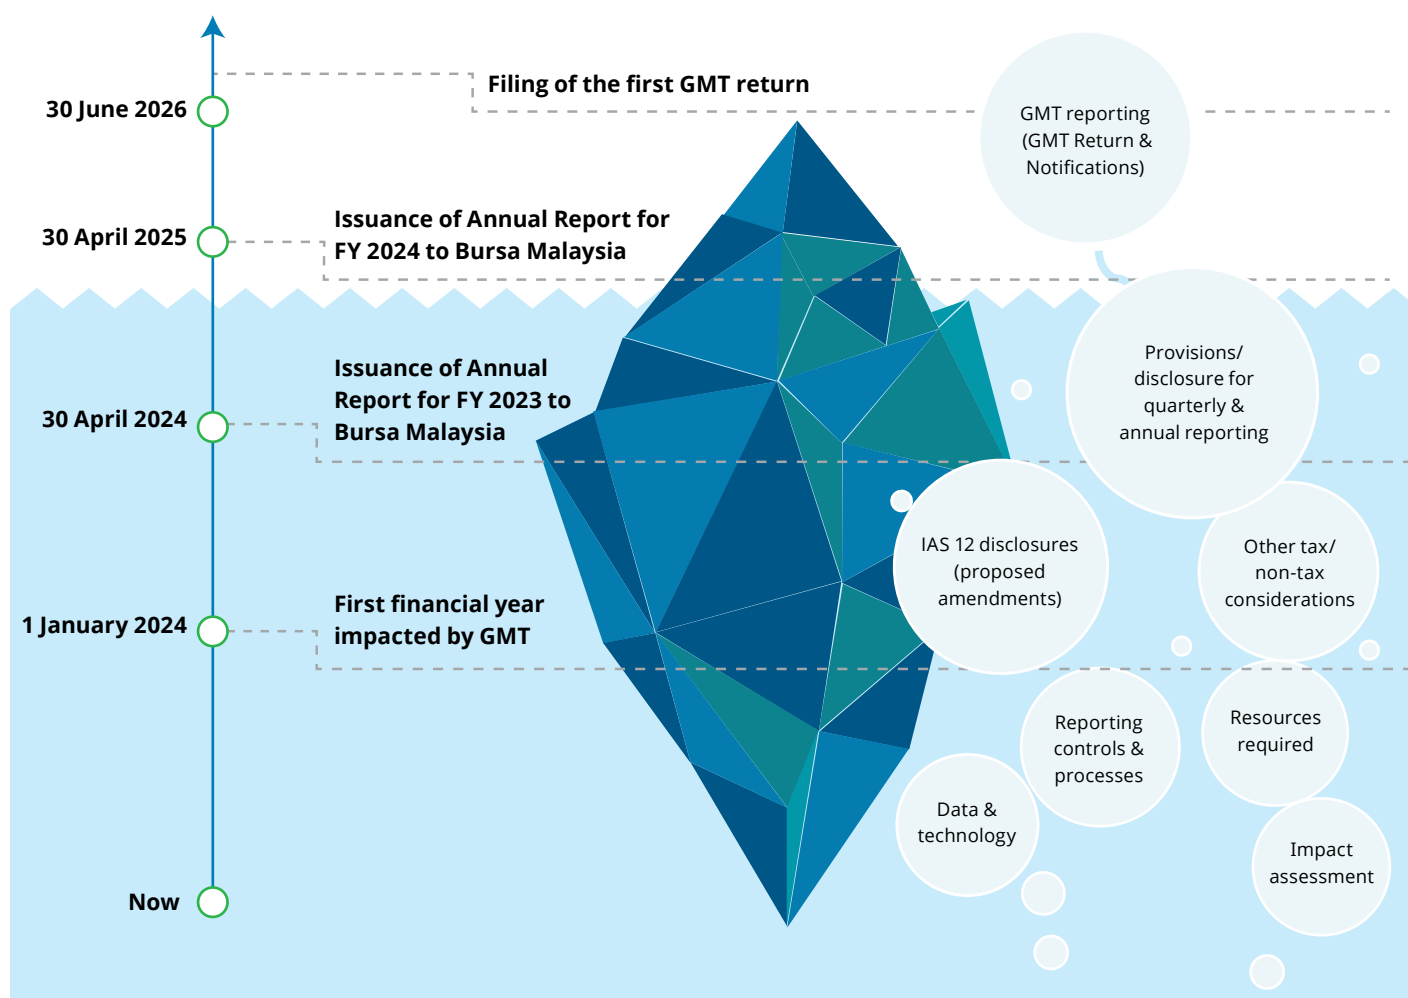 Filing of the first GMT return
30 June 2026
GMT reporting
(GMT Return &
Notifications)
Issuance of Annual Report for
FY 2024 to Bursa Malaysia
30 April 2025
Issuance of Annual
Report for FY 2023 to
Bursa Malaysia
30 April 2024
Provisions/
disclosure for
quarterly &
annual reporting
IAS 12 disclosures
(proposed
amendments)
Other tax/
non-tax
considerations
First financial year
impacted by GMT
1 January 2024
Reporting
controls &
processes
Resources
required
Data &
technology
Impact
assessment
Now